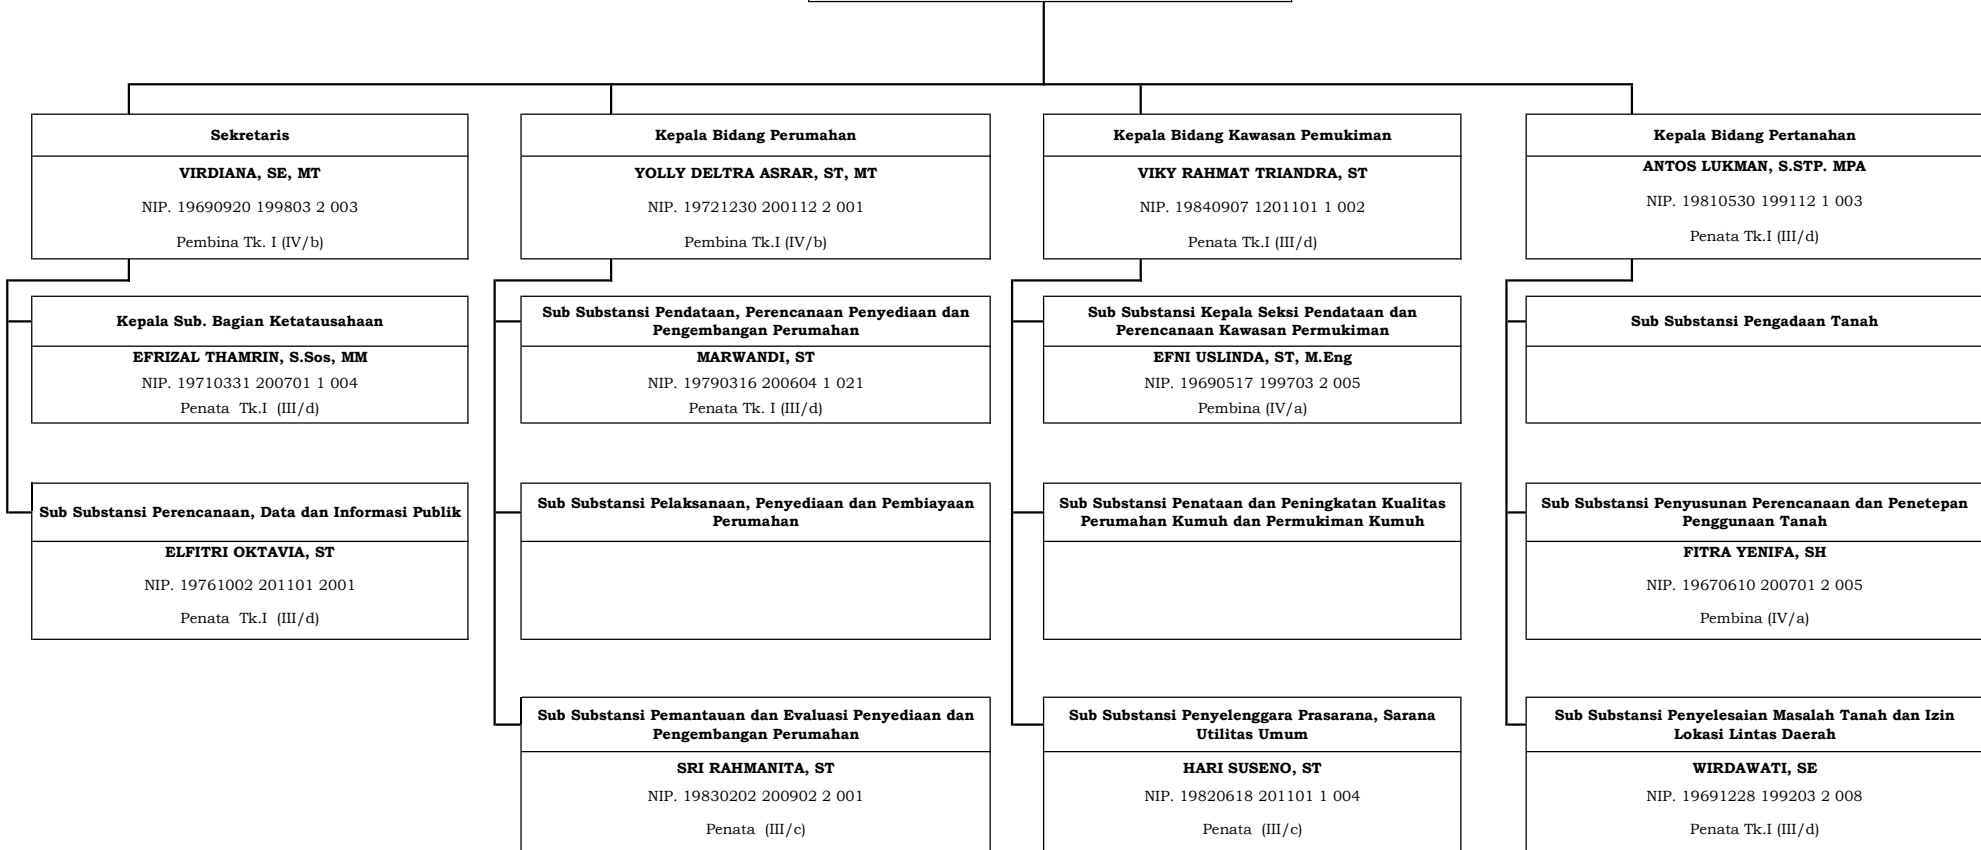 Sekretaris
VIRDIANA, SE, MT
NIP. 19690920 199803 2 003
Pembina Tk. I (IV/b)
Kepala Bidang Perumahan
YOLLY DELTRA ASRAR, ST, MT
NIP. 19721230 200112 2 001
Pembina Tk.I (IV/b)
Kepala Bidang Kawasan Pemukiman
VIKY RAHMAT TRIANDRA, ST
NIP. 19840907 1201101 1 002
Penata Tk.I (III/d)
Kepala Bidang Pertanahan
ANTOS LUKMAN, S.STP. MPA
NIP. 19810530 199112 1 003
Penata Tk.I (III/d)
Kepala Sub. Bagian Ketatausahaan
EFRIZAL THAMRIN, S.Sos, MM
NIP. 19710331 200701 1 004
Penata  Tk.I  (III/d)
Sub Substansi Pendataan, Perencanaan Penyediaan dan
Pengembangan Perumahan
MARWANDI, ST
NIP. 19790316 200604 1 021
Penata Tk. I (III/d)
Sub Substansi Kepala Seksi Pendataan dan
Perencanaan Kawasan Permukiman
EFNI USLINDA, ST, M.Eng
NIP. 19690517 199703 2 005
Pembina (IV/a)
Sub Substansi Pengadaan Tanah
Sub Substansi Perencanaan, Data dan Informasi Publik
ELFITRI OKTAVIA, ST
NIP. 19761002 201101 2001
Penata  Tk.I  (III/d)
Sub Substansi Pelaksanaan, Penyediaan dan Pembiayaan
Perumahan
Sub Substansi Penataan dan Peningkatan Kualitas
Perumahan Kumuh dan Permukiman Kumuh
Sub Substansi Penyusunan Perencanaan dan Penetepan
Penggunaan Tanah
FITRA YENIFA, SH
NIP. 19670610 200701 2 005
Pembina (IV/a)
Sub Substansi Pemantauan dan Evaluasi Penyediaan dan
Pengembangan Perumahan
SRI RAHMANITA, ST
NIP. 19830202 200902 2 001
Penata  (III/c)
Sub Substansi Penyelenggara Prasarana, Sarana
Utilitas Umum
HARI SUSENO, ST
NIP. 19820618 201101 1 004
Penata  (III/c)
Sub Substansi Penyelesaian Masalah Tanah dan Izin
Lokasi Lintas Daerah
WIRDAWATI, SE
NIP. 19691228 199203 2 008
Penata Tk.I (III/d)